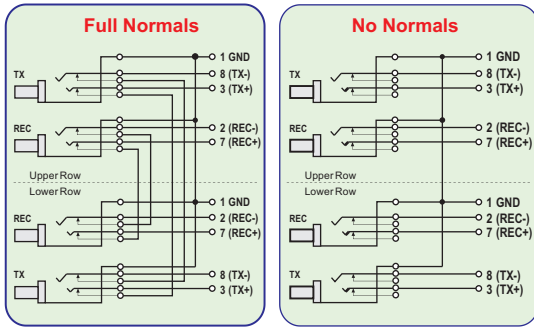 Full Normals
TX
1 GND
8 (TX-)
3 (TX+)
REC
2 (REC-)
7 (REC+)
Upper Row
Lower Row
REC
1 GND
2 (REC-)
7 (REC+)
TX
8 (TX-)
3 (TX+)
No Normals
TX
1 GND
8 (TX-)
3 (TX+)
REC
2 (REC-)
7 (REC+)
Upper Row
Lower Row
REC
1 GND
2 (REC-)
7 (REC+)
TX
8 (TX-)
3 (TX+)